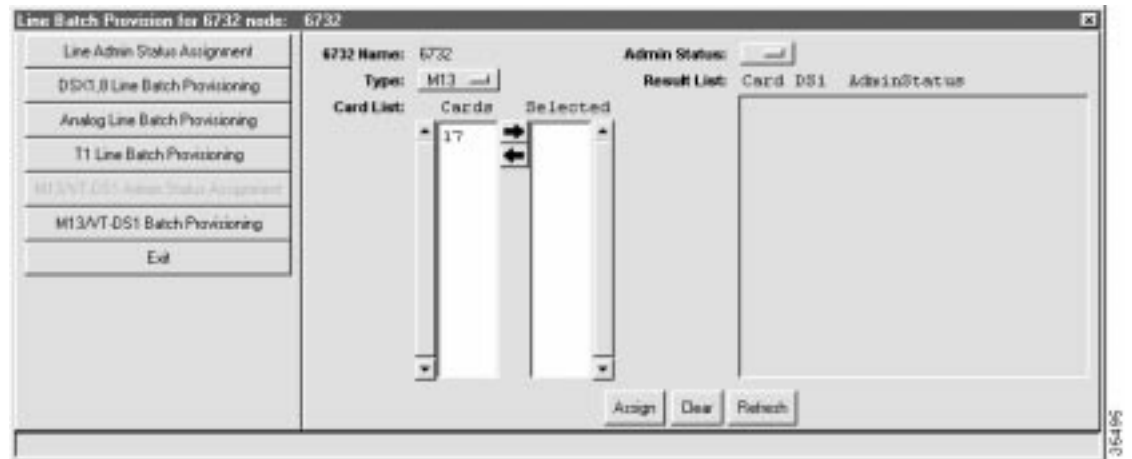 Line Batch Provision for 6732 node: 6732
Line Admin Status Assignment
DSX1,8 Line Batch Provisioning
Analog Line Batch Provisioning
T1 Line Batch Provisioning
M13/VT-DS1 Admin Status Assignment
M13/VT-DS1 Batch Provisioning
Exit
6732 Name: 6732
Admin Status:
Type: M13
Result List: Card DS1 AdminStatus
Card List: Cards Selected
17
Assign Clear Refresh
36495